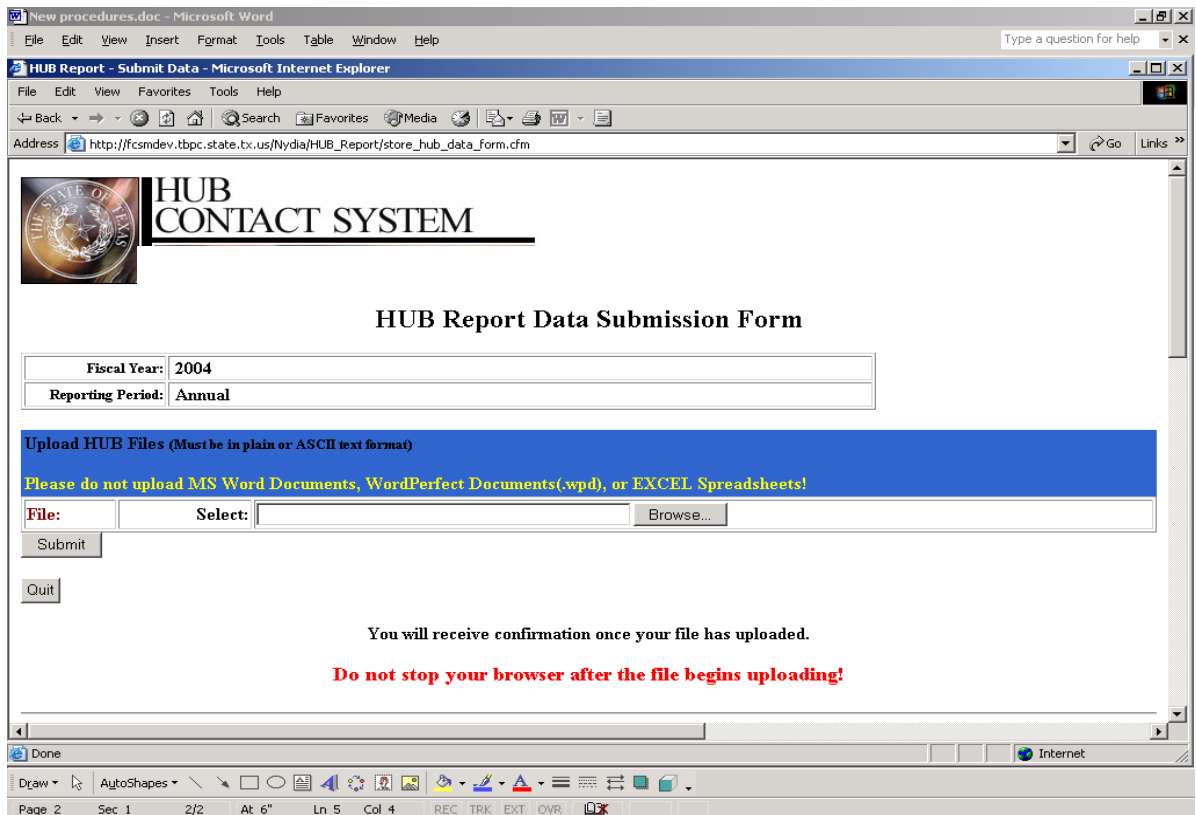 New procedures.doc - Microsoft Word
File Edit View Insert Format Tools Table Window Help Type a question for help
HUB Report - Submit Data - Microsoft Internet Explorer
File Edit View Favorites Tools Help
Back Search Favorites Media
Address http://fcsmdev.tbpc.state.tx.us/Nydia/HUB_Report/store_hub_data_form.cfm Go Links »
THE STATE OF TEXAS
HUB
CONTACT SYSTEM
HUB Report Data Submission Form
Fiscal Year: 2004
Reporting Period: Annual
Upload HUB Files (Must be in plain or ASCII text format)
Please do not upload MS Word Documents, WordPerfect Documents(.wpd), or EXCEL Spreadsheets!
File: Select: Browse...
Submit
Quit
You will receive confirmation once your file has uploaded.
Do not stop your browser after the file begins uploading!
Done Internet
Draw AutoShapes
Page 2 Sec 1 2/2 At 6" Ln 5 Col 4 REC TRK EXT OVR